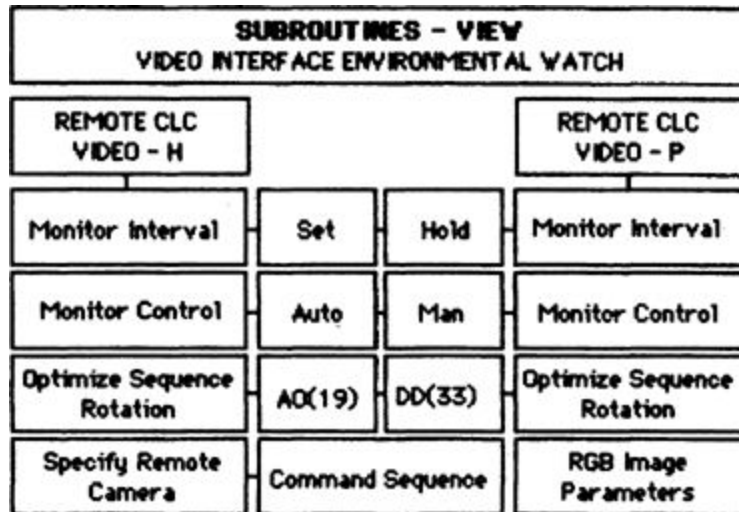 SUBROUTINES - VIEW
VIDEO INTERFACE ENVIRONMENTAL WATCH
REMOTE CLC
VIDEO - H
REMOTE CLC
VIDEO - P
Monitor Interval
Set
Hold
Monitor Interval
Monitor Control
Auto
Man
Monitor Control
Optimize Sequence
Rotation
AO(19)
DD(33)
Optimize Sequence
Rotation
Specify Remote
Camera
Command Sequence
RGB Image
Parameters